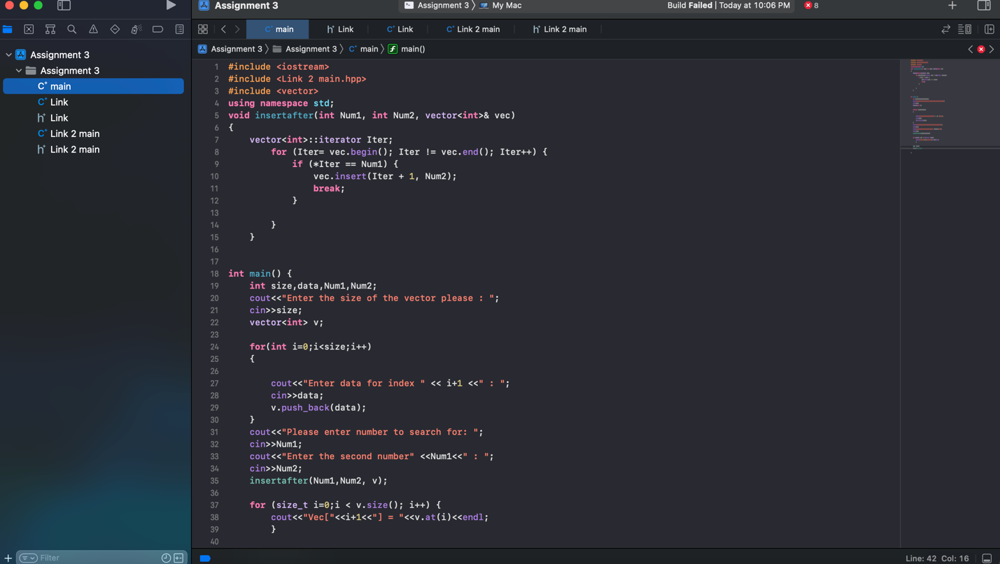 Assignment 3
Assignment 3 〉 My Mac
Build Failed | Today at 10:06 PM
8
main
Link
Link
Link 2 main
Link 2 main
Assignment 3
Assignment 3
main
Link
Link
Link 2 main
Link 2 main
Assignment 3 〉 Assignment 3 〉 main 〉 main()
1 #include <iostream>
2 #include <Link 2 main.hpp>
3 #include <vector>
4 using namespace std;
5 void insertafter(int Num1, int Num2, vector<int>& vec)
6 {
7 vector<int>::iterator Iter;
8 for (Iter= vec.begin(); Iter != vec.end(); Iter++) {
9 if (*Iter == Num1) {
10 vec.insert(Iter + 1, Num2);
11 break;
12 }
13
14 }
15 }
16
17
18 int main() {
19 int size,data,Num1,Num2;
20 cout<<"Enter the size of the vector please : ";
21 cin>>size;
22 vector<int> v;
23
24 for(int i=0;i<size;i++)
25 {
26
27 cout<<"Enter data for index " << i+1 <<" : ";
28 cin>>data;
29 v.push_back(data);
30 }
31 cout<<"Please enter number to search for: ";
32 cin>>Num1;
33 cout<<"Enter the second number" <<Num1<<" : ";
34 cin>>Num2;
35 insertafter(Num1,Num2, v);
36
37 for (size_t i=0;i < v.size(); i++) {
38 cout<<"Vec["<<i+1<<"] = "<<v.at(i)<<endl;
39 }
40
Filter
Line: 42 Col: 16